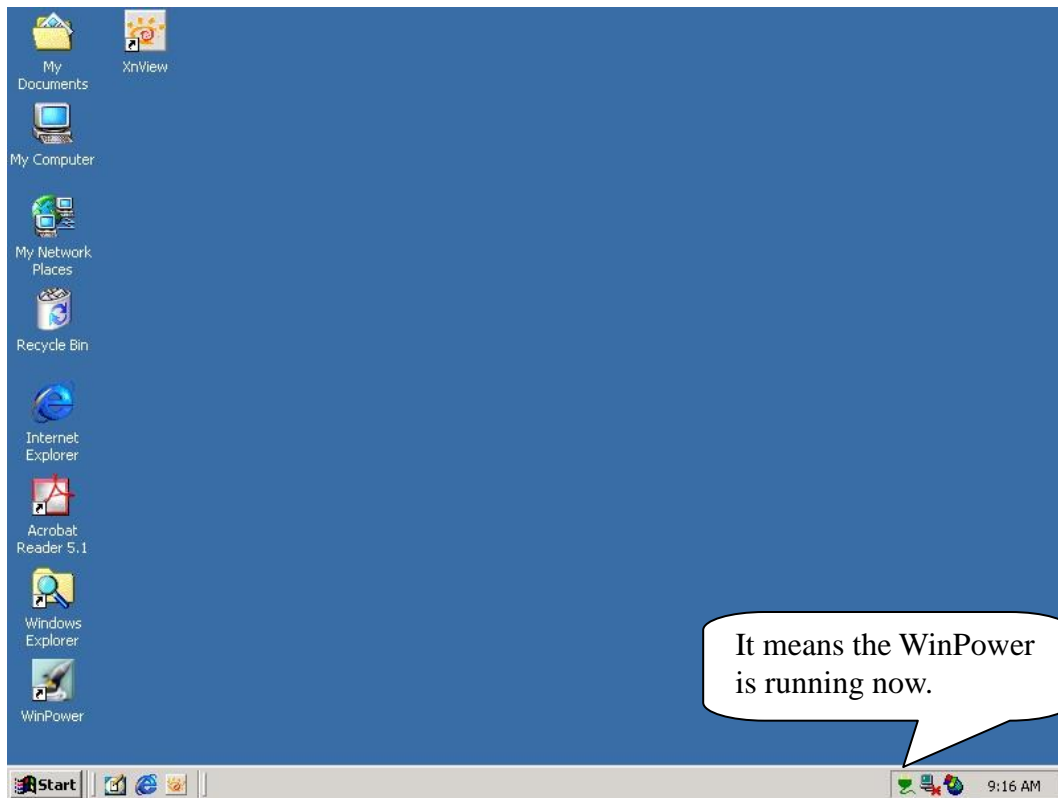 My
Documents
XnView
My Computer
My Network
Places
Recycle Bin
Internet
Explorer
Acrobat
Reader 5.1
Windows
Explorer
WinPower
It means the WinPower
is running now.
Start
9:16 AM